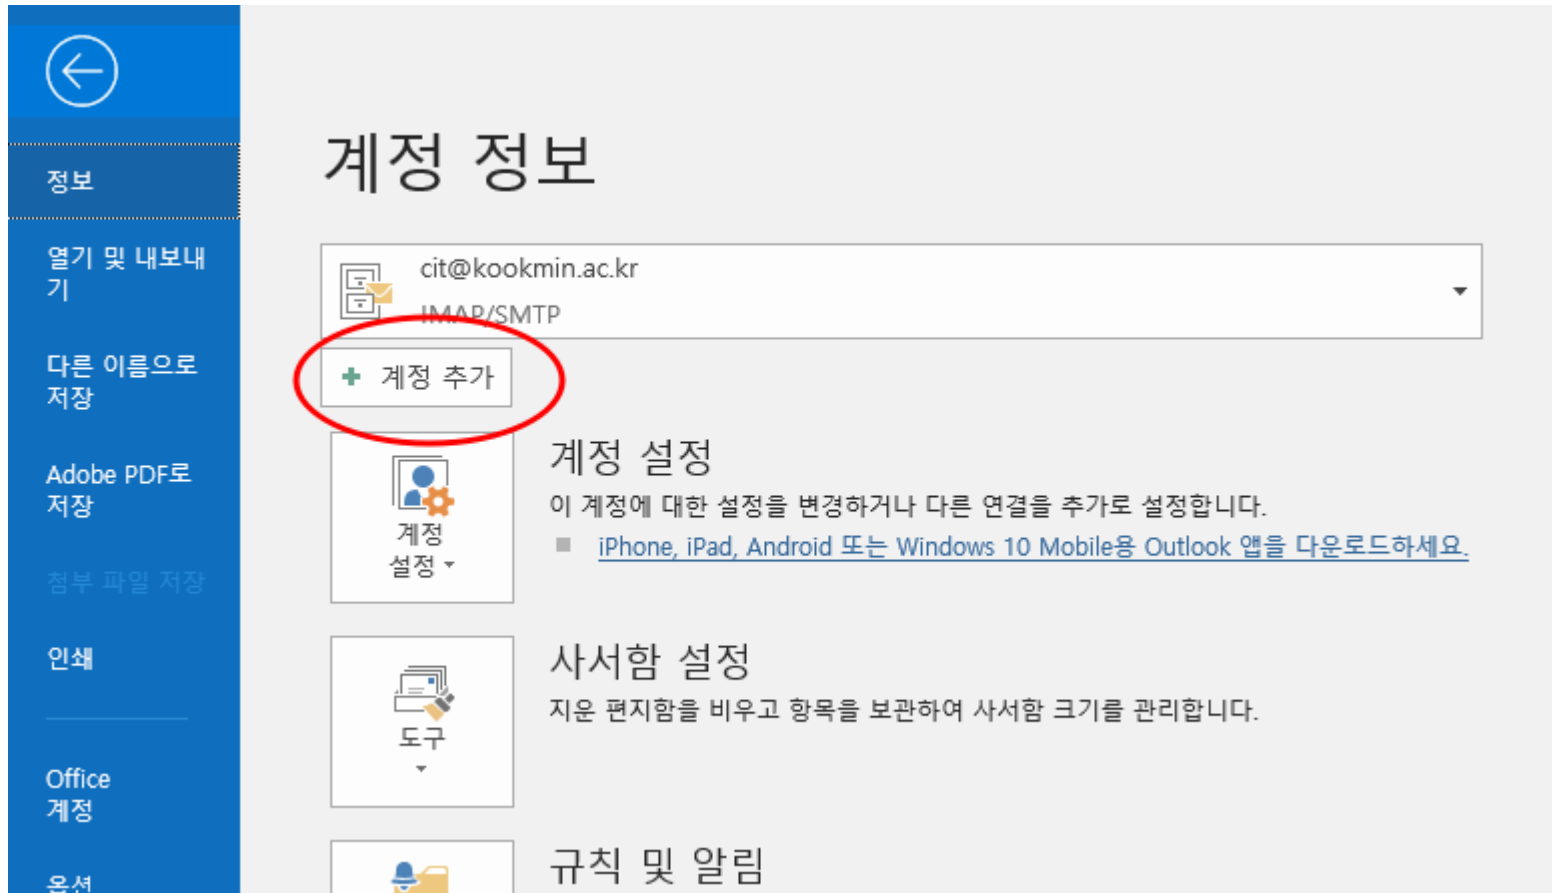 계정 정보
정보
열기 및 내보내
기
다른 이름으로
저장
Adobe PDF로
저장
첨부 파일 저장
인쇄
Office
계정
옵션
cit@kookmin.ac.kr
IMAP/SMTP
계정 추가
계정
설정
계정 설정
이 계정에 대한 설정을 변경하거나 다른 연결을 추가로 설정합니다.
iPhone, iPad, Android 또는 Windows 10 Mobile용 Outlook 앱을 다운로드하세요.
도구
사서함 설정
지운 편지함을 비우고 항목을 보관하여 사서함 크기를 관리합니다.
규칙 및 알림